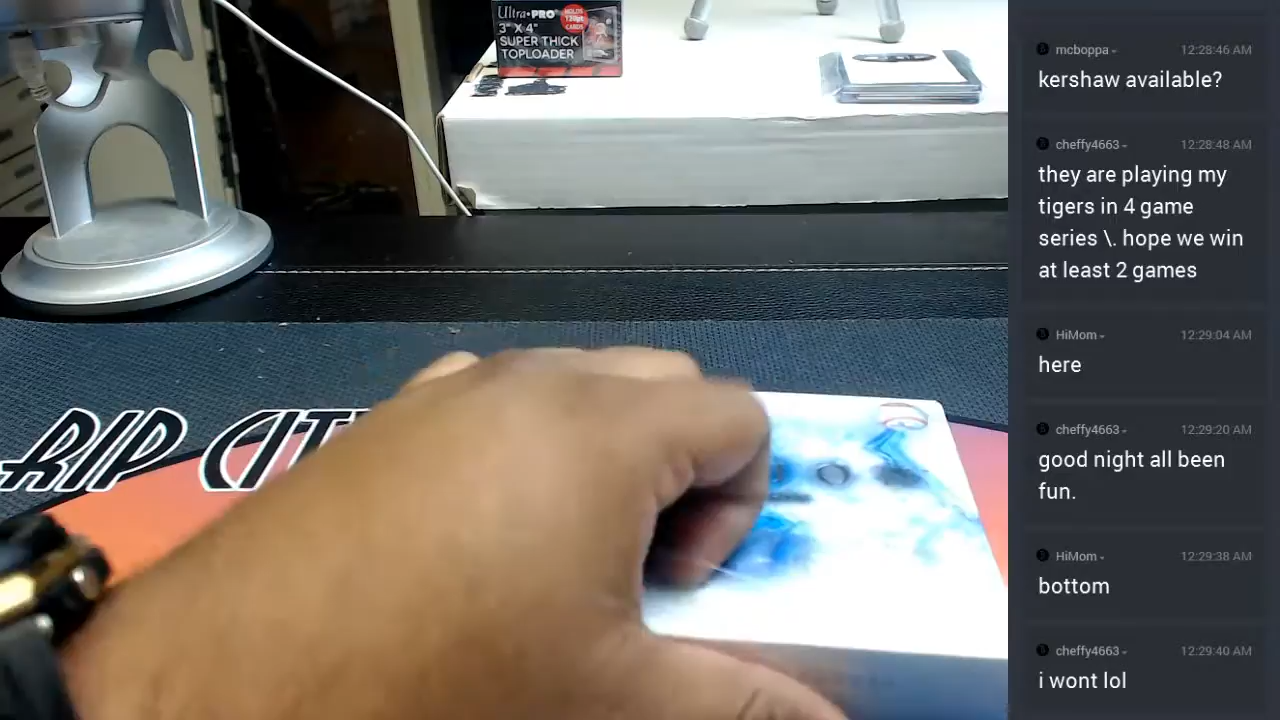 Ultra·PRO
HOLDS
130pt
CARDS
3" X 4"
SUPER THICK
TOPLOADER
RIP CIT
mcboppa 12:28:46 AM
kershaw available?
cheffy4663 12:28:48 AM
they are playing my
tigers in 4 game
series \. hope we win
at least 2 games
HiMom 12:29:04 AM
here
cheffy4663 12:29:20 AM
good night all been
fun.
HiMom 12:29:38 AM
bottom
cheffy4663 12:29:40 AM
i wont lol